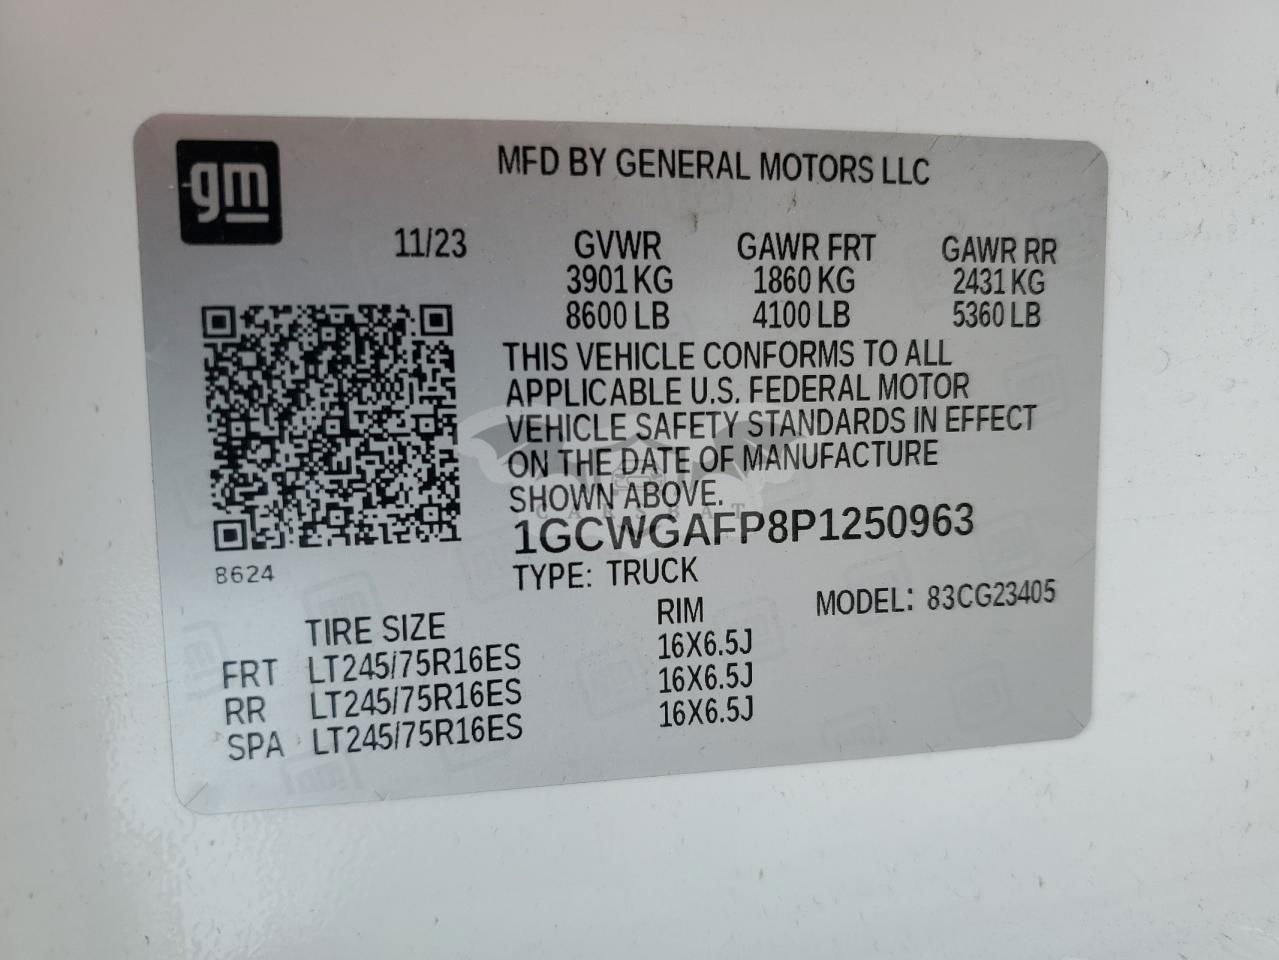 gm
MFD BY GENERAL MOTORS LLC
11/23 GVWR GAWR FRT GAWR RR
3901 KG 1860 KG 2431 KG
8600 LB 4100 LB 5360 LB
THIS VEHICLE CONFORMS TO ALL
APPLICABLE U.S. FEDERAL MOTOR
VEHICLE SAFETY STANDARDS IN EFFECT
ON THE DATE OF MANUFACTURE
SHOWN ABOVE.
CARSBAT
1GCWGAFP8P1250963
8624
TYPE: TRUCK
MODEL: 83CG23405
TIRE SIZE RIM
FRT LT245/75R16ES 16X6.5J
RR LT245/75R16ES 16X6.5J
SPA LT245/75R16ES 16X6.5J